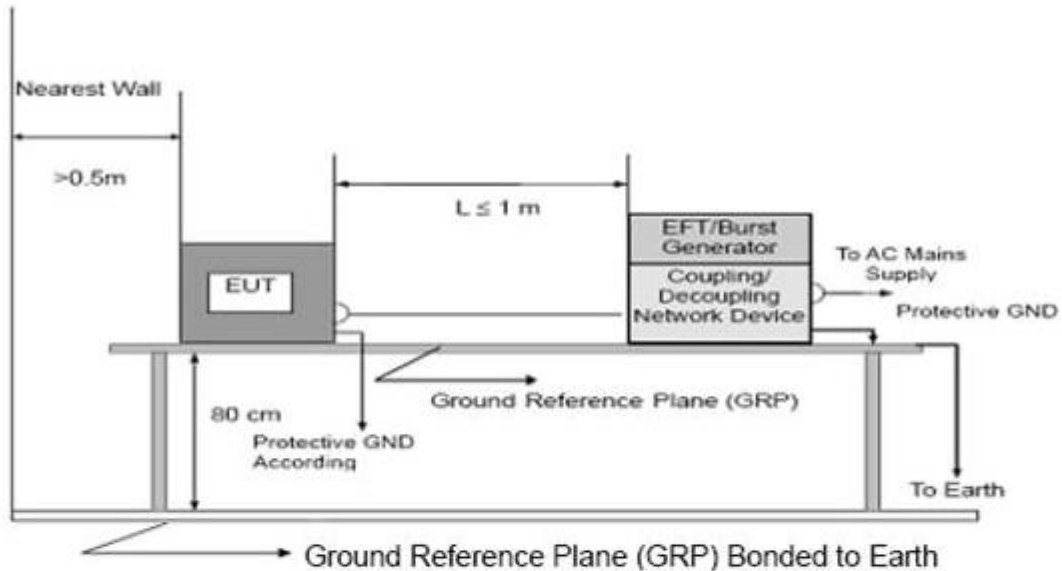 Nearest Wall
>0.5m
L ≤ 1 m
EUT
EFT/Burst
Generator
Coupling/
Decoupling
Network Device
To AC Mains
Supply
Protective GND
Ground Reference Plane (GRP)
80 cm
Protective GND
According
To Earth
Ground Reference Plane (GRP) Bonded to Earth